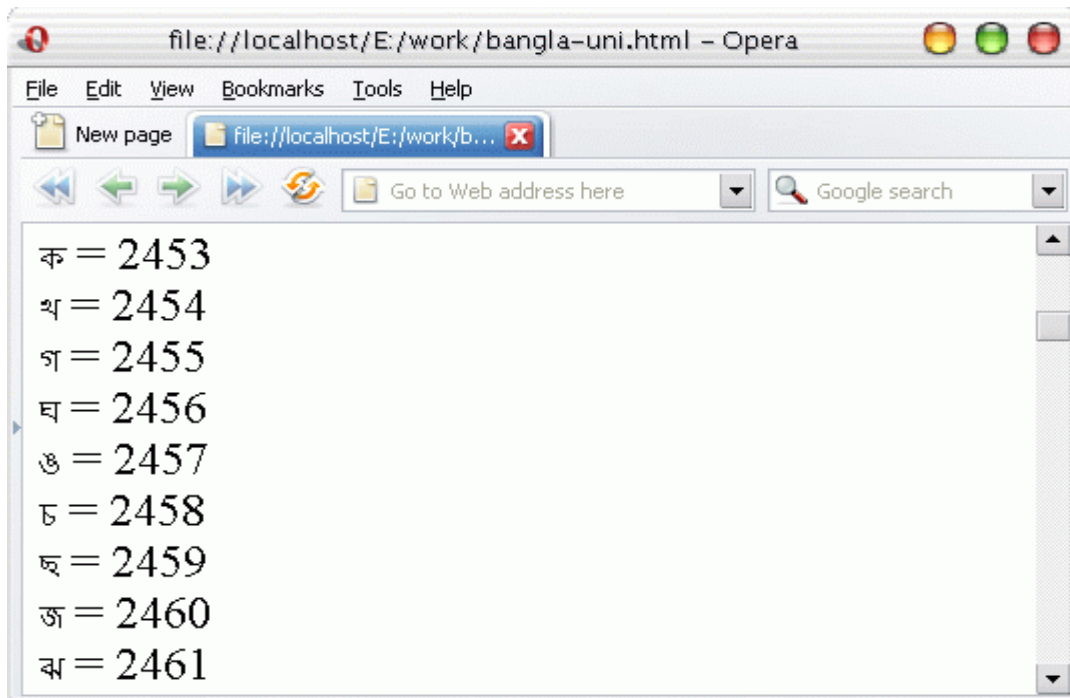 file://localhost/E:/work/bangla-uni.html – Opera
File Edit View Bookmarks Tools Help
New page file://localhost/E:/work/b...
Go to Web address here Google search
ক = 2453
খ = 2454
গ = 2455
ঘ = 2456
ঙ = 2457
চ = 2458
ছ = 2459
জ = 2460
ঝ = 2461